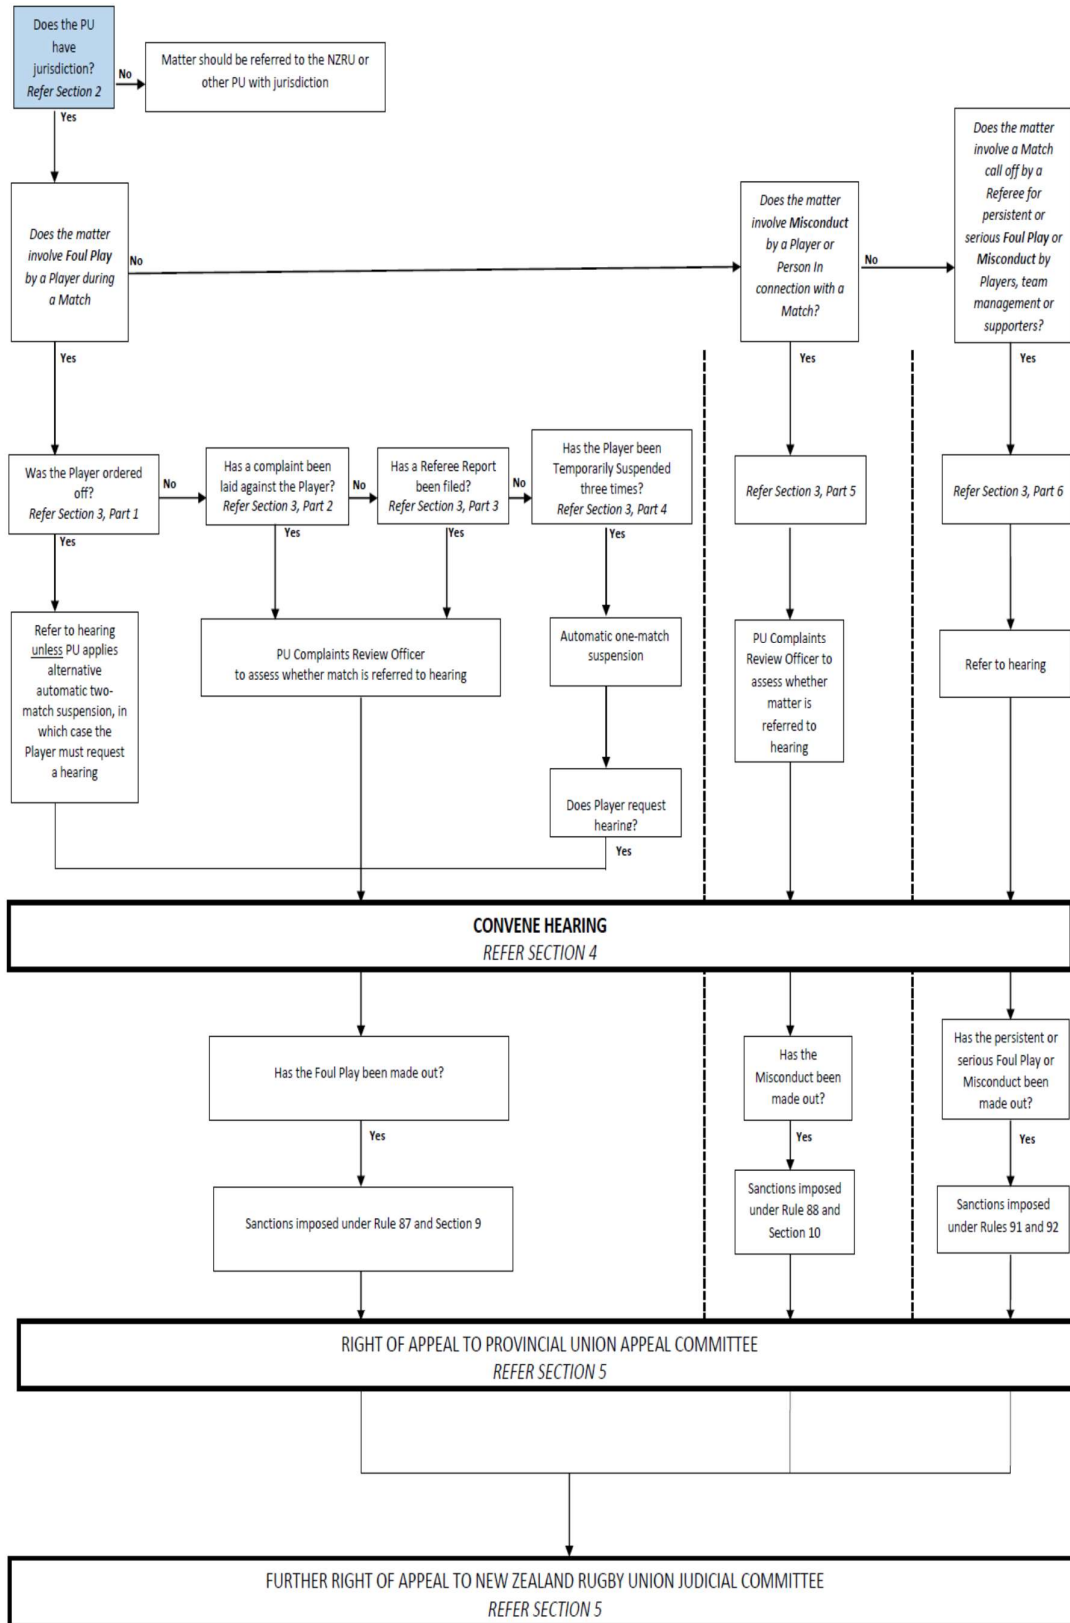 Does the PU
have
jurisdiction?
Refer Section 2
No
Matter should be referred to the NZRU or
other PU with jurisdiction
Yes
Does the matter
involve Foul Play
by a Player during
a Match
No
Does the matter
involve Misconduct
by a Player or
Person In
connection with a
Match?
No
Does the matter
involve a Match
call off by a
Referee for
persistent or
serious Foul Play or
Misconduct by
Players, team
management or
supporters?
Yes
Yes
Yes
Was the Player ordered
off?
Refer Section 3, Part 1
No
Has a complaint been
laid against the Player?
Refer Section 3, Part 2
No
Has a Referee Report
been filed?
Refer Section 3, Part 3
No
Has the Player been
Temporarily Suspended
three times?
Refer Section 3, Part 4
Refer Section 3, Part 5
Refer Section 3, Part 6
Yes
Yes
Yes
Yes
Refer to hearing
unless PU applies
alternative
automatic two-
match suspension, in
which case the
Player must request
a hearing
PU Complaints Review Officer
to assess whether match is referred to hearing
Automatic one-match
suspension
PU Complaints
Review Officer to
assess whether
matter is
referred to
hearing
Refer to hearing
Does Player request
hearing?
Yes
CONVENE HEARING
REFER SECTION 4
Has the Foul Play been made out?
Has the
Misconduct been
made out?
Has the persistent or
serious Foul Play or
Misconduct been
made out?
Yes
Yes
Yes
Sanctions imposed under Rule 87 and Section 9
Sanctions imposed
under Rule 88 and
Section 10
Sanctions imposed
under Rules 91 and 92
RIGHT OF APPEAL TO PROVINCIAL UNION APPEAL COMMITTEE
REFER SECTION 5
FURTHER RIGHT OF APPEAL TO NEW ZEALAND RUGBY UNION JUDICIAL COMMITTEE
REFER SECTION 5